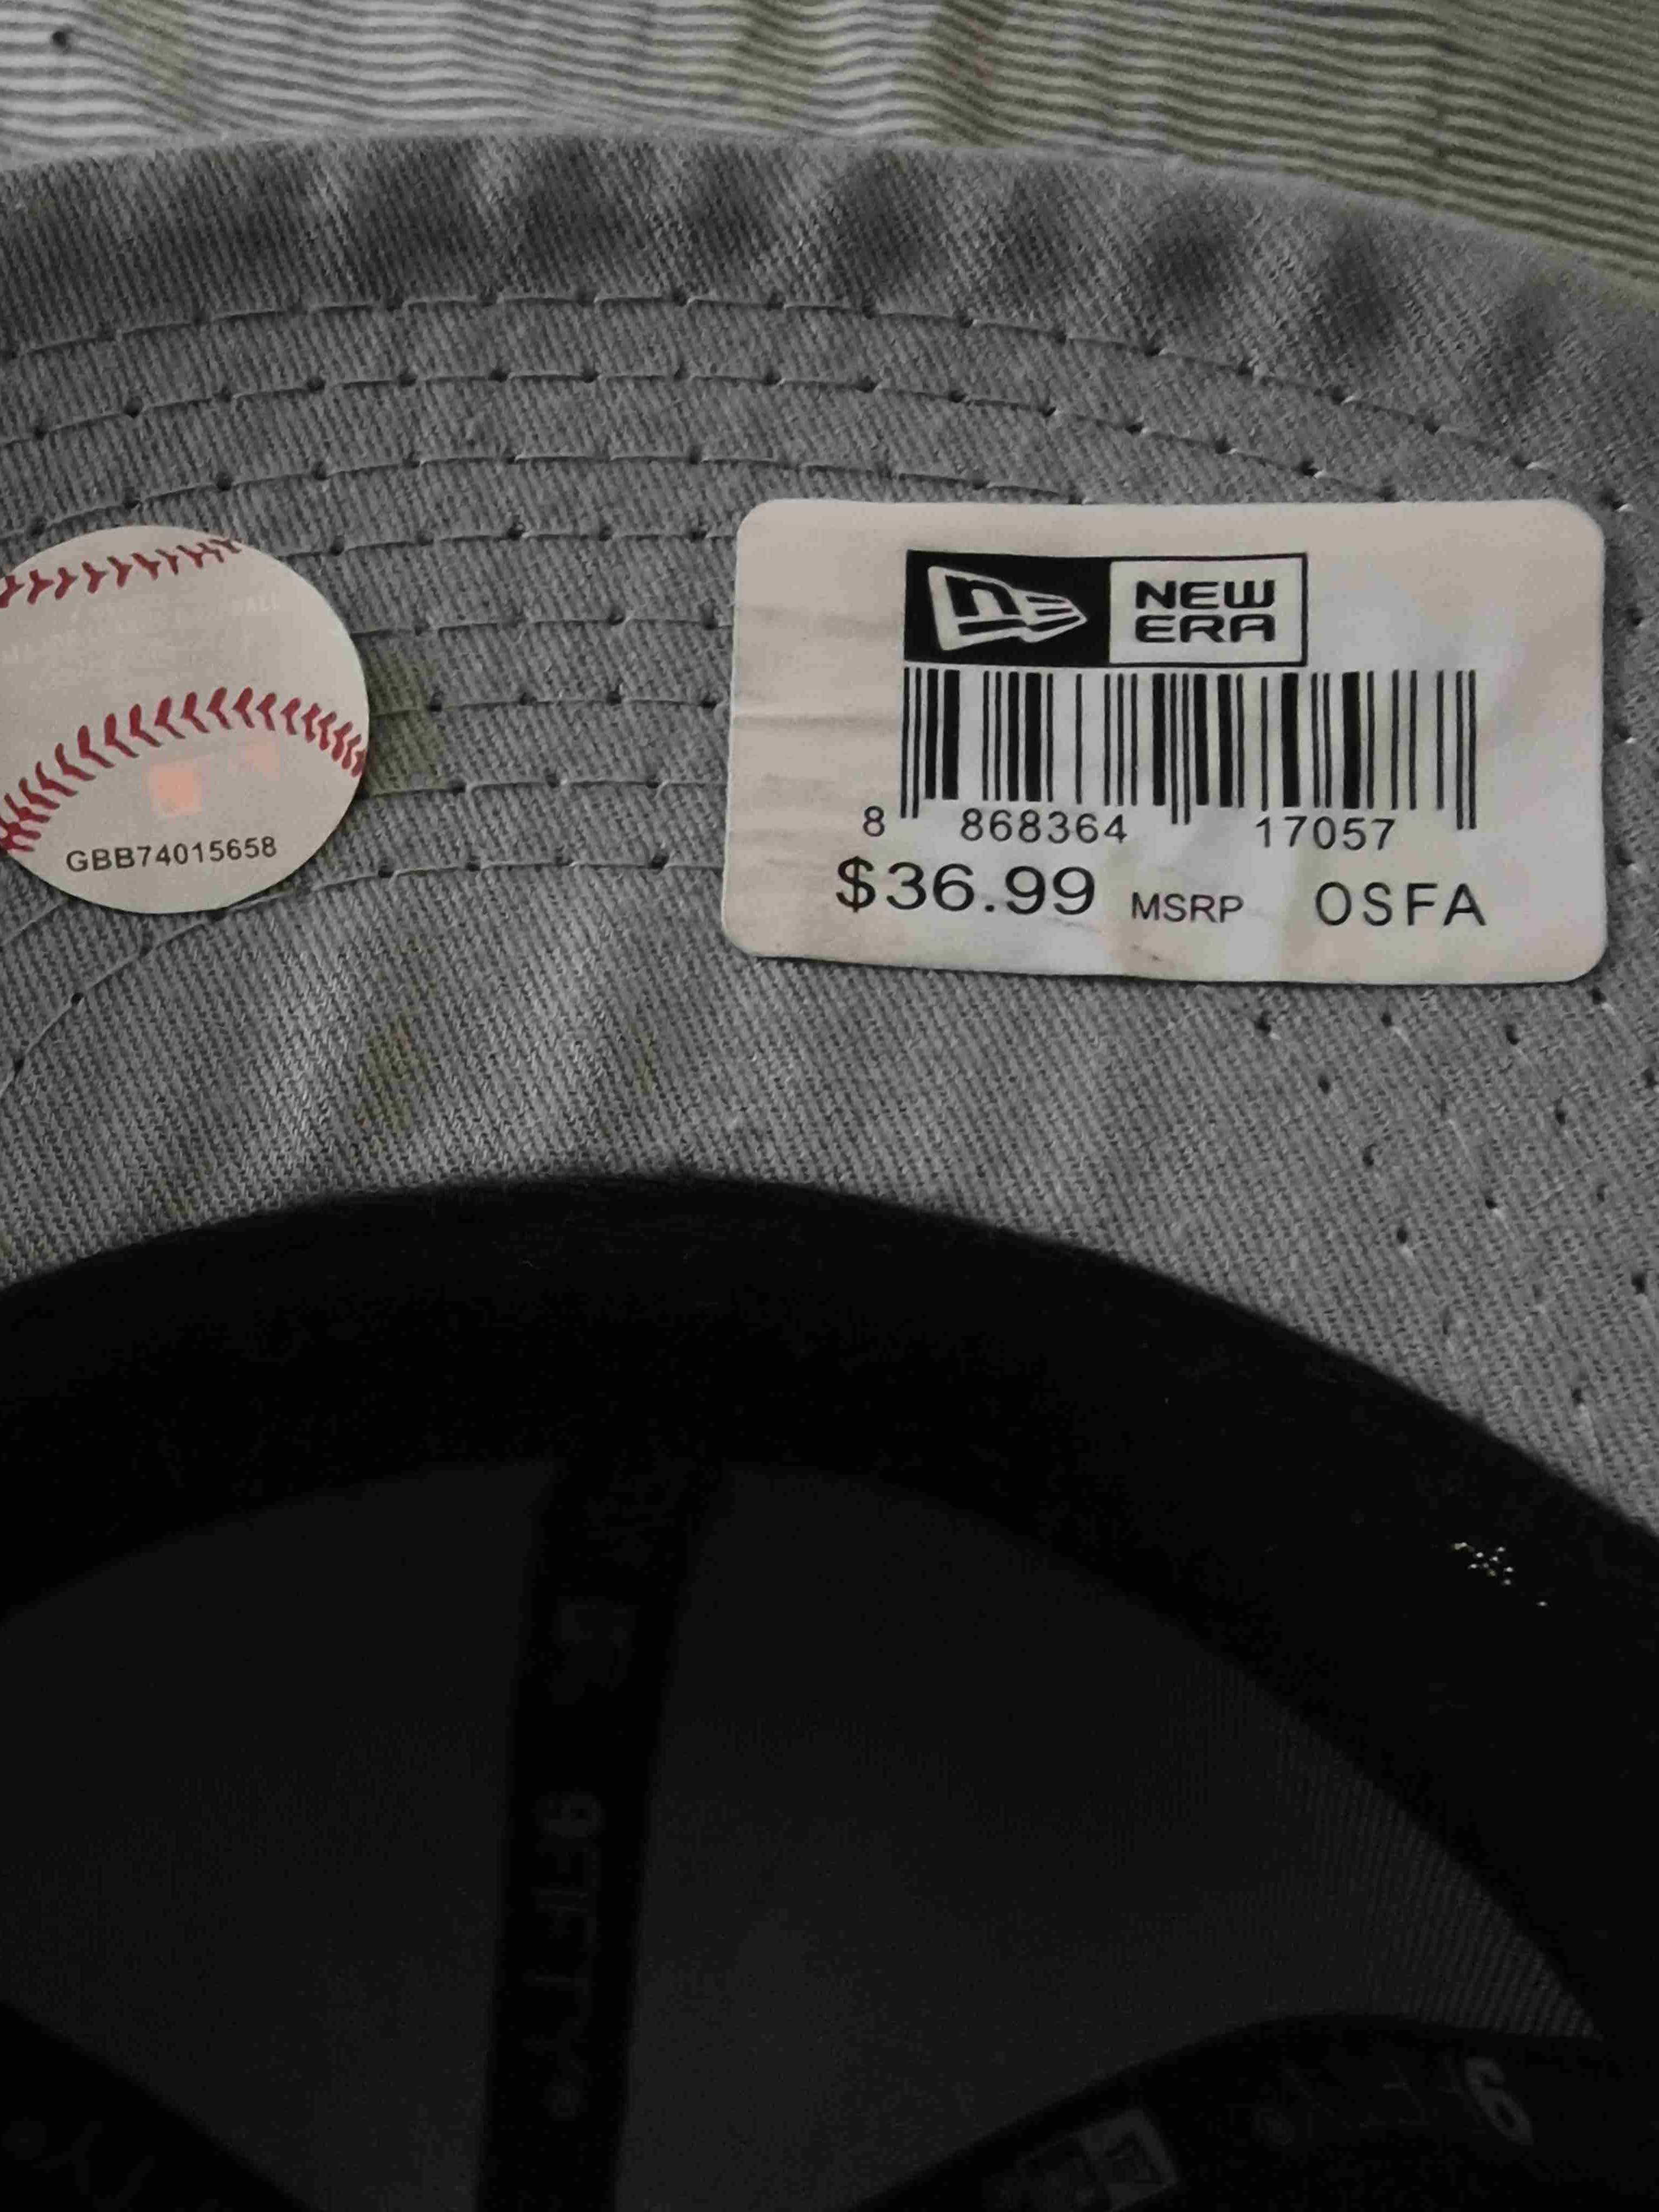 NEW
ERA
8 868364 17057
$36.99 MSRP OSFA
GBB74015658